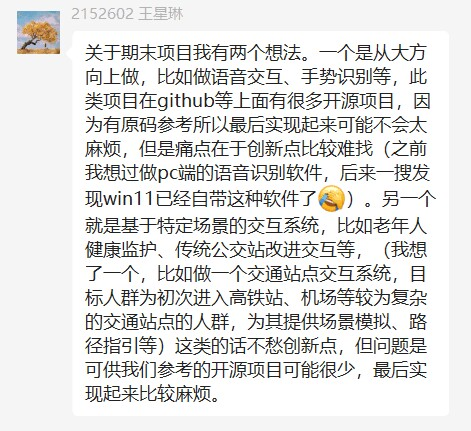 2152602 王星琳
关于期末项目我有两个想法。一个是从大方
向上做，比如做语音交互、手势识别等，此
类项目在github等上面有很多开源项目，因
为有原码参考所以最后实现起来可能不会太
麻烦，但是痛点在于创新点比较难找（之前
我想过做pc端的语音识别软件，后来一搜发
现win11已经自带这种软件了🤣）。另一个
就是基于特定场景的交互系统，比如老年人
健康监护、传统公交站改进交互等，（我想
了一个，比如做一个交通站点交互系统，目
标人群为初次进入高铁站、机场等较为复杂
的交通站点的人群，为其提供场景模拟、路
径指引等）这类的话不愁创新点，但问题是
可供我们参考的开源项目可能很少，最后实
现起来比较麻烦。